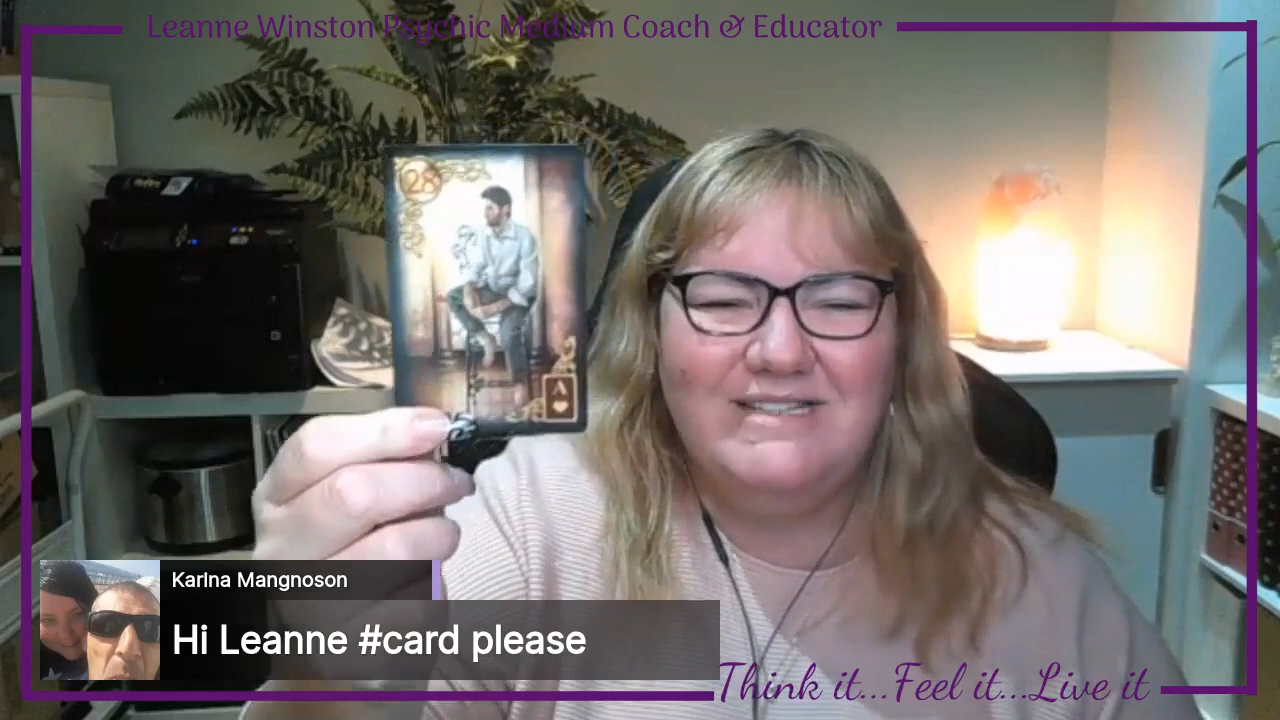 Leanne Winston Psychic Medium Coach & Educator
28
A
Karina Mangnoson
Hi Leanne #card please
Think it...Feel it...Live it